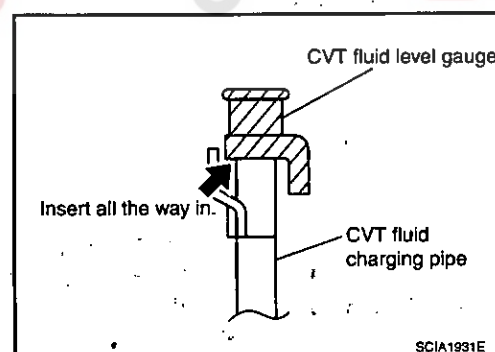 CVT fluid level gauge
Insert all the way in.
CVT fluid
charging pipe
SCIA1931E